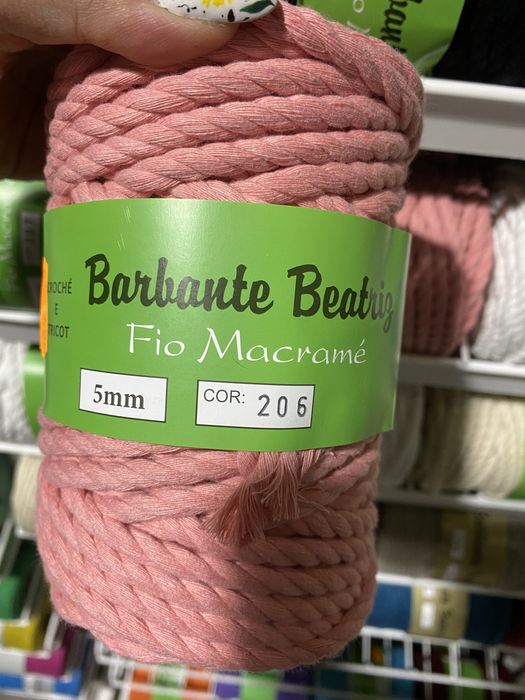 Barbante Beatriz
Fio Macramé
CROCHÉ
E
TRICOT
5mm
COR: 206